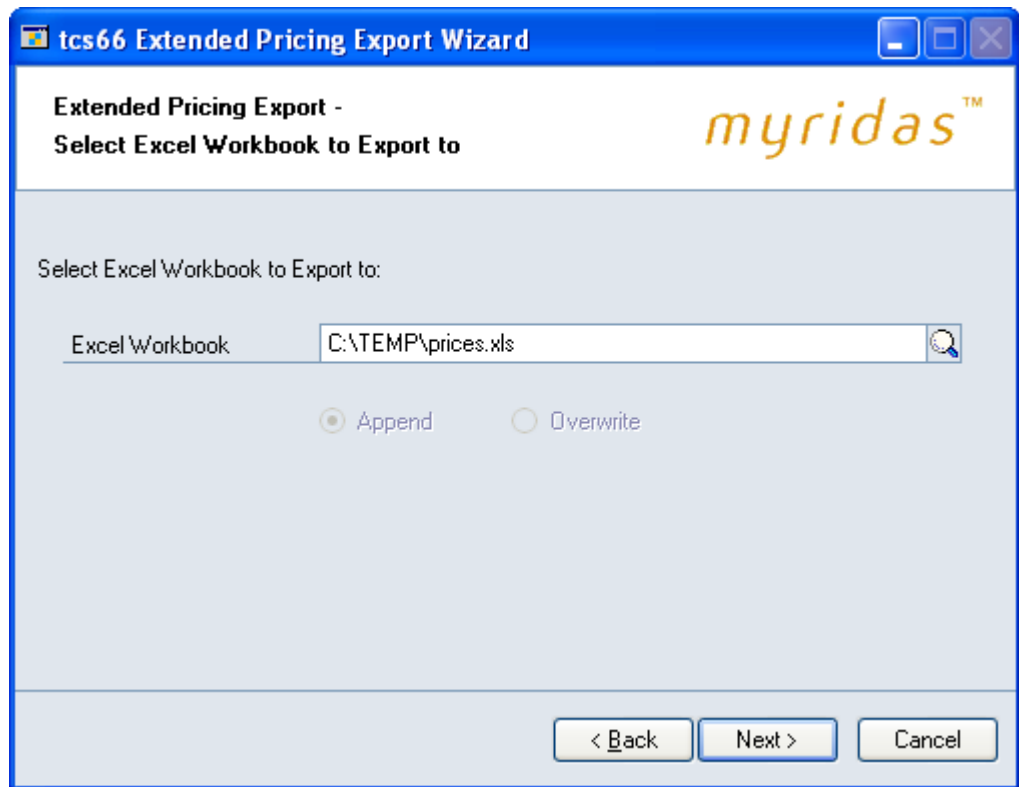 tcs66 Extended Pricing Export Wizard
Extended Pricing Export -
Select Excel Workbook to Export to
myridas™
Select Excel Workbook to Export to:
Excel Workbook C:\TEMP\prices.xls
Append Overwrite
< Back Next > Cancel